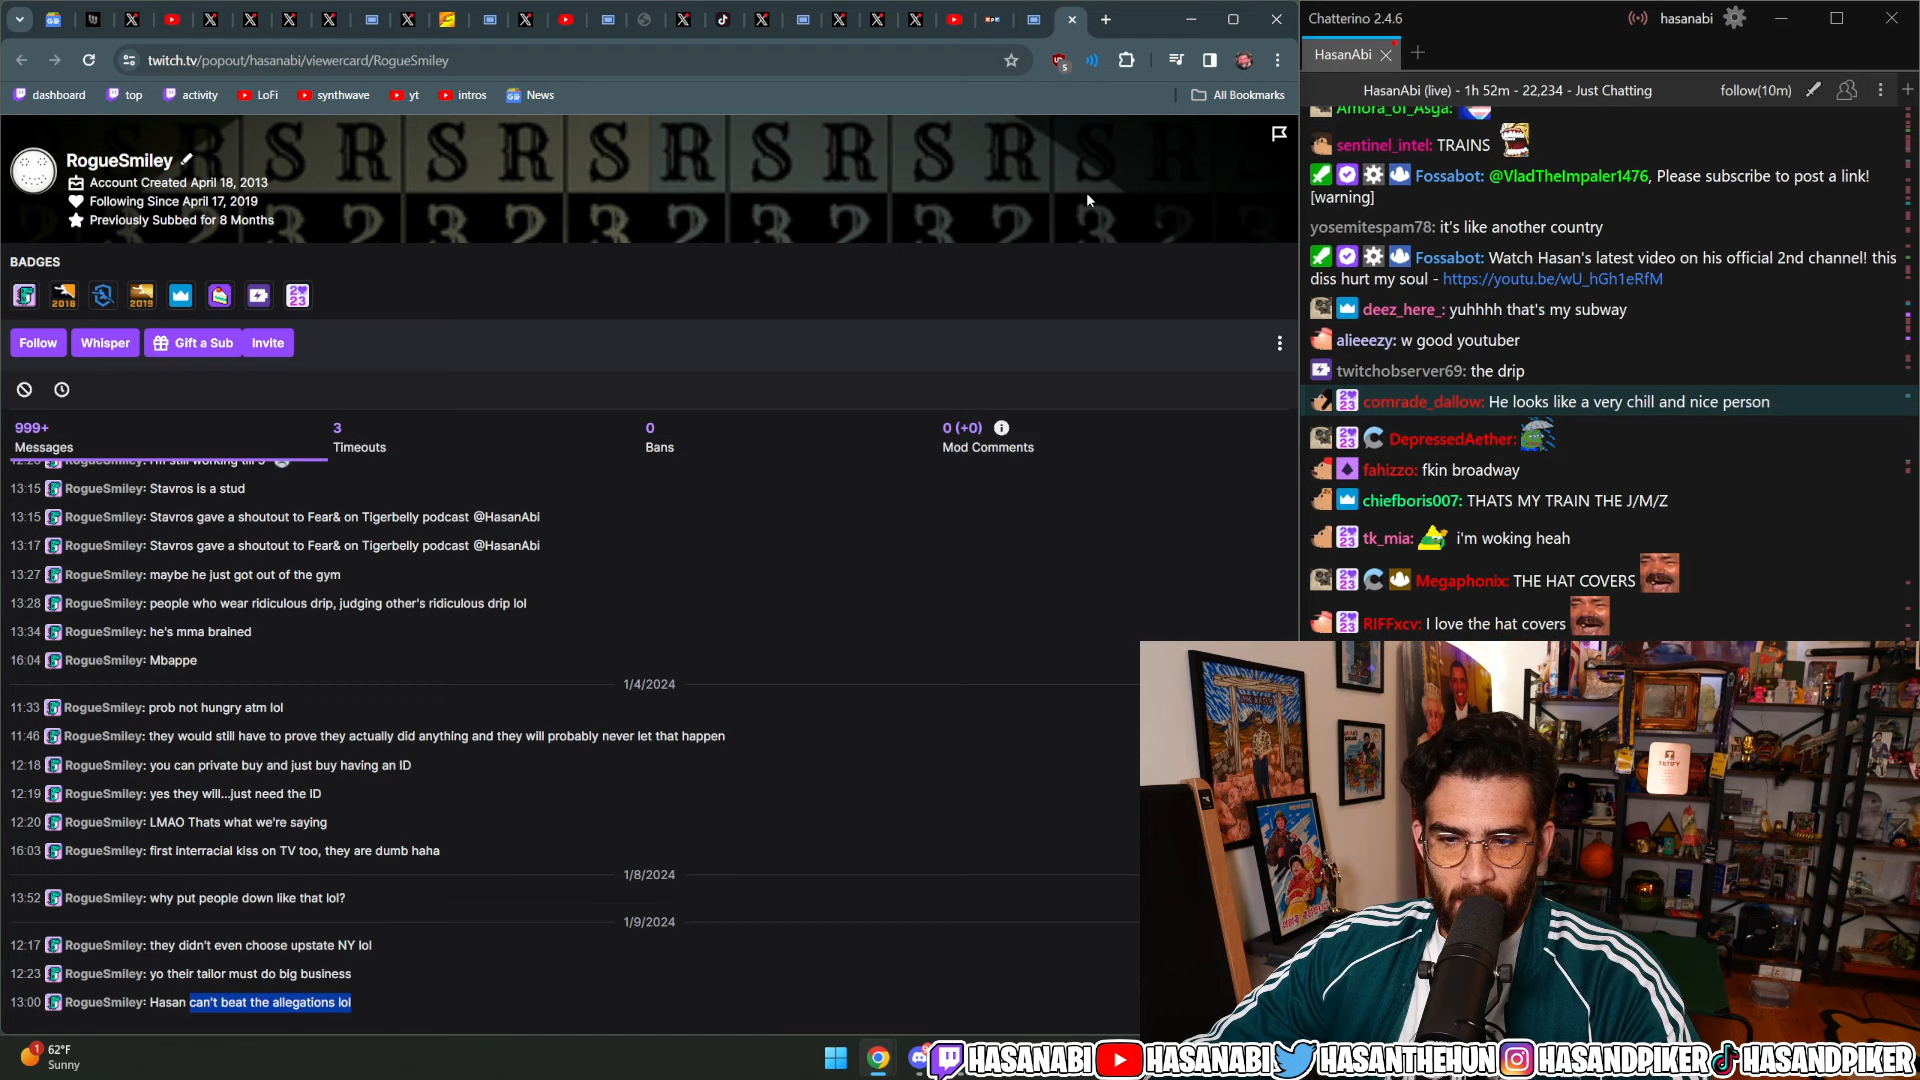 twitch.tv/popout/hasanabi/viewercard/RogueSmiley
dashboard
top
activity
LoFi
synthwave
yt
intros
News
All Bookmarks
RogueSmiley
Account Created April 18, 2013
Following Since April 17, 2019
Previously Subbed for 8 Months
BADGES
Follow
Whisper
Gift a Sub
Invite
999+
Messages
3
Timeouts
0
Bans
0 (+0)
Mod Comments
13:15 RogueSmiley: Stavros is a stud
13:15 RogueSmiley: Stavros gave a shoutout to Fear& on Tigerbelly podcast @HasanAbi
13:17 RogueSmiley: Stavros gave a shoutout to Fear& on Tigerbelly podcast @HasanAbi
13:27 RogueSmiley: maybe he just got out of the gym
13:28 RogueSmiley: people who wear ridiculous drip, judging other's ridiculous drip lol
13:34 RogueSmiley: he's mma brained
16:04 RogueSmiley: Mbappe
1/4/2024
11:33 RogueSmiley: prob not hungry atm lol
11:46 RogueSmiley: they would still have to prove they actually did anything and they will probably never let that happen
12:18 RogueSmiley: you can private buy and just buy having an ID
12:19 RogueSmiley: yes they will...just need the ID
12:20 RogueSmiley: LMAO Thats what we're saying
16:03 RogueSmiley: first interracial kiss on TV too, they are dumb haha
1/8/2024
13:52 RogueSmiley: why put people down like that lol?
1/9/2024
12:17 RogueSmiley: they didn't even choose upstate NY lol
12:23 RogueSmiley: yo their tailor must do big business
13:00 RogueSmiley: Hasan can't beat the allegations lol
62°F
Sunny
Chatterino 2.4.6
hasanabi
HasanAbi
HasanAbi (live) - 1h 52m - 22,234 - Just Chatting
follow(10m)
Amora_of_Asga:
sentinel_intel: TRAINS
Fossabot: @VladTheImpaler1476, Please subscribe to post a link!
[warning]
yosemitespam78: it's like another country
Fossabot: Watch Hasan's latest video on his official 2nd channel! this
diss hurt my soul - https://youtu.be/wU_hGh1eRfM
deez_here_: yuhhhh that's my subway
alieeezy: w good youtuber
twitchobserver69: the drip
comrade_dallow: He looks like a very chill and nice person
DepressedAether:
fahizzo: fkin broadway
chiefboris007: THATS MY TRAIN THE J/M/Z
tk_mia: i'm woking heah
Megaphonix: THE HAT COVERS
RIFFxcv: I love the hat covers
TILTIFY
HASANABI
HASANABI
HASANTHEHUN
HASANDPIKER
HASANDPIKER